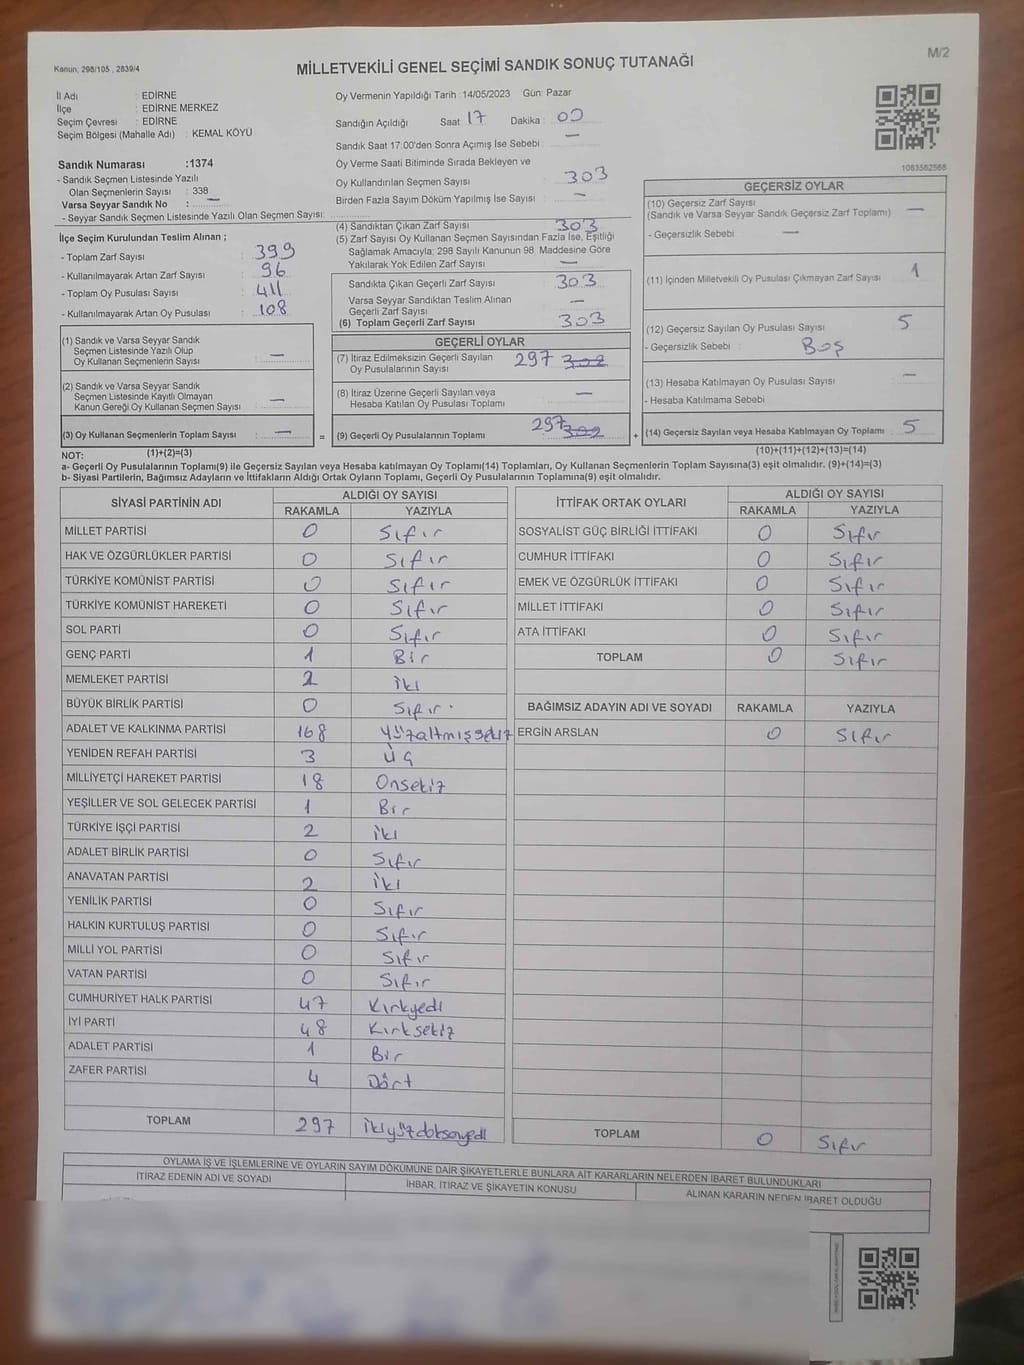 M/2
Kanun, 298/105 , 2839/4
MİLLETVEKİLİ GENEL SEÇİMİ SANDIK SONUÇ TUTANAĞI
İl Adı : EDİRNE
İlçe : EDİRNE MERKEZ
Seçim Çevresi : EDİRNE
Seçim Bölgesi (Mahalle Adı) : KEMAL KÖYÜ
Sandık Numarası :1374
- Sandık Seçmen Listesinde Yazılı
Olan Seçmenlerin Sayısı : 338
Varsa Seyyar Sandık No : —
- Seyyar Sandık Seçmen Listesinde Yazılı Olan Seçmen Sayısı:
Oy Vermenin Yapıldığı Tarih : 14/05/2023 Gün: Pazar
Sandığın Açıldığı Saat 17 Dakika : 00
Sandık Saat 17:00'den Sonra Açımış İse Sebebi : —
Oy Verme Saati Bitiminde Sırada Bekleyen ve
Oy Kullandırılan Seçmen Sayısı 303
Birden Fazla Sayım Döküm Yapılmış İse Sayısı : —
1083582568
İlçe Seçim Kurulundan Teslim Alınan ;
- Toplam Zarf Sayısı : 399
- Kullanılmayarak Artan Zarf Sayısı : 96
- Toplam Oy Pusulası Sayısı : 411
- Kullanılmayarak Artan Oy Pusulası : 108
(1) Sandık ve Varsa Seyyar Sandık
Seçmen Listesinde Yazılı Olup
Oy Kullanan Seçmenlerin Sayısı : —
(2) Sandık ve Varsa Seyyar Sandık
Seçmen Listesinde Kayıtlı Olmayan
Kanun Gereği Oy Kullanan Seçmen Sayısı : —
(3) Oy Kullanan Seçmenlerin Toplam Sayısı : — =
(4) Sandıktan Çıkan Zarf Sayısı 303
(5) Zarf Sayısı Oy Kullanan Seçmen Sayısından Fazla İse, Eşitliği
Sağlamak Amacıyla; 298 Sayılı Kanunun 98. Maddesine Göre
Yakılarak Yok Edilen Zarf Sayısı : —
Sandıkta Çıkan Geçerli Zarf Sayısı : 303
Varsa Seyyar Sandıktan Teslim Alınan
Geçerli Zarf Sayısı : —
(6) Toplam Geçerli Zarf Sayısı : 303
GEÇERLİ OYLAR
(7) İtiraz Edilmeksizin Geçerli Sayılan
Oy Pusulalarının Sayısı : 297 302
(8) İtiraz Üzerine Geçerli Sayılan veya
Hesaba Katılan Oy Pusulası Toplamı : —
(9) Geçerli Oy Pusulalarının Toplamı : 297 302 +
GEÇERSİZ OYLAR
(10) Geçersiz Zarf Sayısı
(Sandık ve Varsa Seyyar Sandık Geçersiz Zarf Toplamı) : —
- Geçersizlik Sebebi : —
(11) İçinden Milletvekili Oy Pusulası Çıkmayan Zarf Sayısı : 1
(12) Geçersiz Sayılan Oy Pusulası Sayısı : 5
- Geçersizlik Sebebi : Boş
(13) Hesaba Katılmayan Oy Pusulası Sayısı : —
- Hesaba Katılmama Sebebi
(14) Geçersiz Sayılan veya Hesaba Katılmayan Oy Toplamı : 5
NOT: (1)+(2)=(3) (10)+(11)+(12)+(13)=(14)
a- Geçerli Oy Pusulalarının Toplamı(9) ile Geçersiz Sayılan veya Hesaba katılmayan Oy Toplamı(14) Toplamları, Oy Kullanan Seçmenlerin Toplam Sayısına(3) eşit olmalıdır. (9)+(14)=(3)
b- Siyasi Partilerin, Bağımsız Adayların ve İttifakların Aldığı Ortak Oyların Toplamı, Geçerli Oy Pusulalarının Toplamına(9) eşit olmalıdır.
SİYASİ PARTİNİN ADI ALDIĞI OY SAYISI
RAKAMLA YAZIYLA
MİLLET PARTİSİ 0 Sıfır
HAK VE ÖZGÜRLÜKLER PARTİSİ 0 Sıfır
TÜRKİYE KOMÜNİST PARTİSİ 0 Sıfır
TÜRKİYE KOMÜNİST HAREKETİ 0 Sıfır
SOL PARTİ 0 Sıfır
GENÇ PARTİ 1 Bir
MEMLEKET PARTİSİ 2 İki
BÜYÜK BİRLİK PARTİSİ 0 Sıfır
ADALET VE KALKINMA PARTİSİ 168 Yüzaltmışsekiz
YENİDEN REFAH PARTİSİ 3 Üç
MİLLİYETÇİ HAREKET PARTİSİ 18 Onsekiz
YEŞİLLER VE SOL GELECEK PARTİSİ 1 Bir
TÜRKİYE İŞÇİ PARTİSİ 2 İki
ADALET BİRLİK PARTİSİ 0 Sıfır
ANAVATAN PARTİSİ 2 İki
YENİLİK PARTİSİ 0 Sıfır
HALKIN KURTULUŞ PARTİSİ 0 Sıfır
MİLLİ YOL PARTİSİ 0 Sıfır
VATAN PARTİSİ 0 Sıfır
CUMHURİYET HALK PARTİSİ 47 Kırkyedi
İYİ PARTİ 48 Kırksekiz
ADALET PARTİSİ 1 Bir
ZAFER PARTİSİ 4 Dört
TOPLAM 297 İkiyüzdoksanyedi
İTTİFAK ORTAK OYLARI ALDIĞI OY SAYISI
RAKAMLA YAZIYLA
SOSYALİST GÜÇ BİRLİĞİ İTTİFAKI 0 Sıfır
CUMHUR İTTİFAKI 0 Sıfır
EMEK VE ÖZGÜRLÜK İTTİFAKI 0 Sıfır
MİLLET İTTİFAKI 0 Sıfır
ATA İTTİFAKI 0 Sıfır
TOPLAM 0 Sıfır
BAĞIMSIZ ADAYIN ADI VE SOYADI RAKAMLA YAZIYLA
ERGİN ARSLAN 0 Sıfır
TOPLAM 0 Sıfır
OYLAMA İŞ VE İŞLEMLERİNE VE OYLARIN SAYIM DÖKÜMÜNE DAİR ŞİKAYETLERLE BUNLARA AİT KARARLARIN NELERDEN İBARET BULUNDUKLARI
İTİRAZ EDENİN ADI VE SOYADI İHBAR, İTİRAZ VE ŞİKAYETİN KONUSU ALINAN KARARIN NEDEN İBARET OLDUĞU